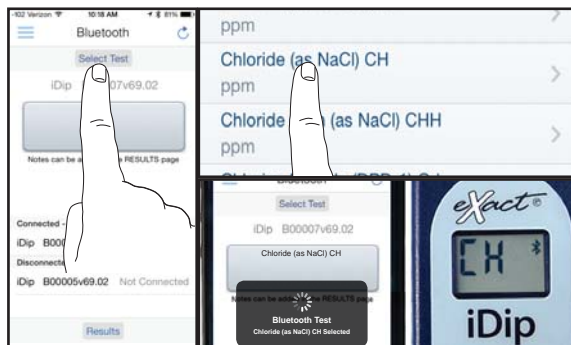 -102 Verizon 10:18 AM 81%
Bluetooth
Select Test
iDip 07v69.02
Notes can be a RESULTS page
Connected -
iDip B000
Disconnecte
iDip B00005v69.02 Not Connected
Results
ppm
Chloride (as NaCl) CH
ppm
Chloride (as NaCl) CHH
ppm
Bluetooth
Select Test
iDip B00007v69.02
Chloride (as NaCl) CH
Notes can be added RESULTS page
Bluetooth Test
Chloride (as NaCl) CH Selected
eXact®
CH
iDip